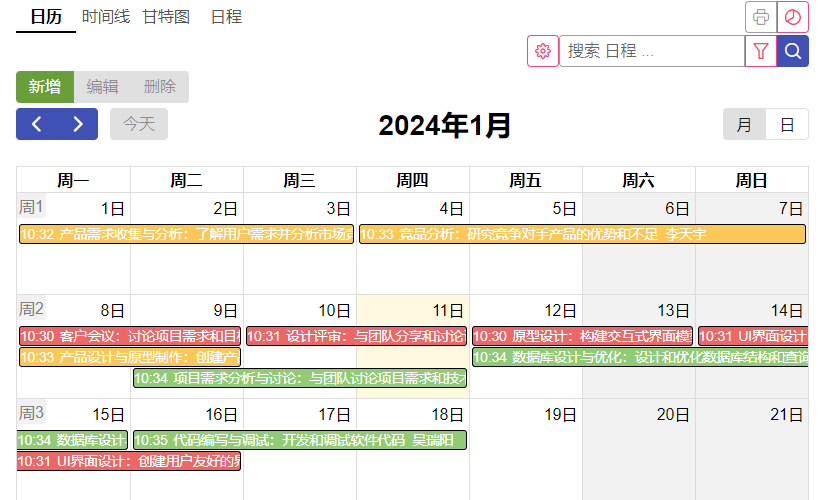 日历 时间线 甘特图 日程
搜索 日程 ...
新增 编辑 删除
今天 2024年1月 月 日
周一 周二 周三 周四 周五 周六 周日
周1 1日 2日 3日 4日 5日 6日 7日
10:32 产品需求收集与分析：了解用户需求并分析市场 10:33 竞品分析：研究竞争对手产品的优势和不足 李天宇
周2 8日 9日 10日 11日 12日 13日 14日
10:30 客户会议：讨论项目需求和目 10:31 设计评审：与团队分享和讨论 10:30 原型设计：构建交互式界面模 10:31 UI界面设计
10:33 产品设计与原型制作：创建产 10:34 数据库设计与优化：设计和优化数据库结构和查询
10:34 项目需求分析与讨论：与团队讨论项目需求和技
周3 15日 16日 17日 18日 19日 20日 21日
10:34 数据库设计 10:35 代码编写与调试：开发和调试软件代码 吴瑞阳
10:31 UI界面设计：创建用户友好的